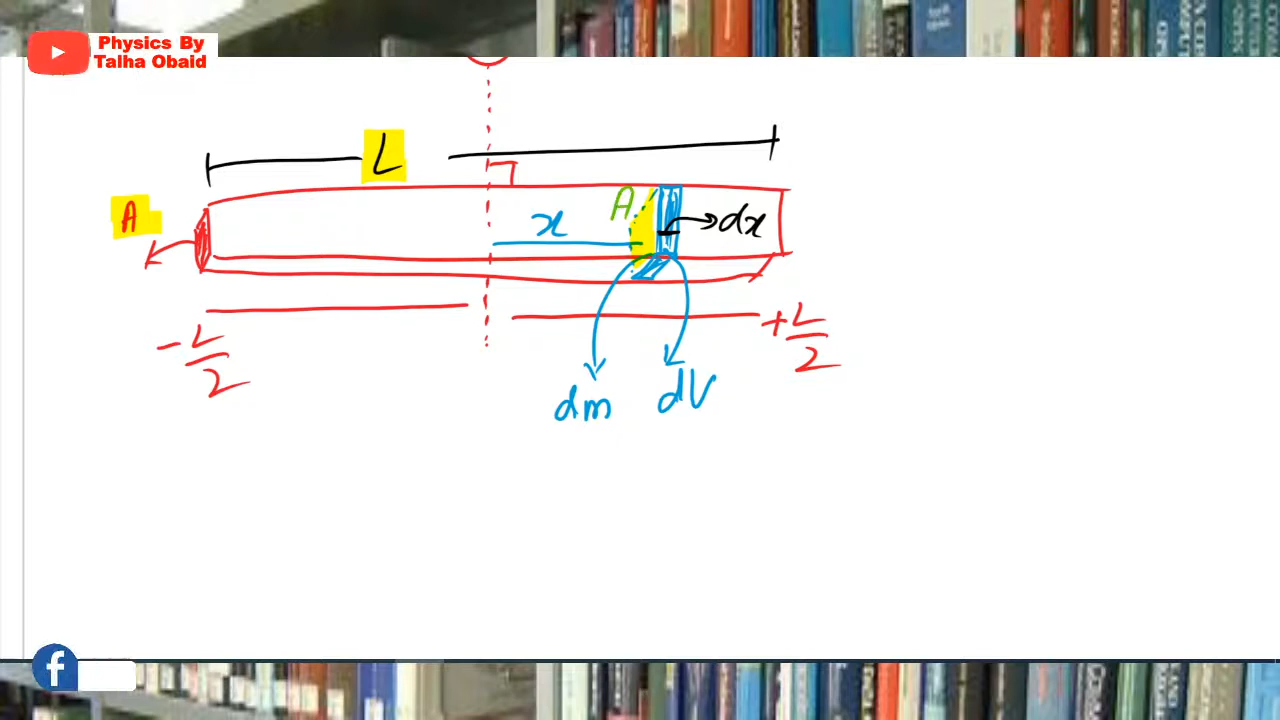 Physics By
Talha Obaid
L
A
A
x
dx
-L/2
+L/2
dm
dV